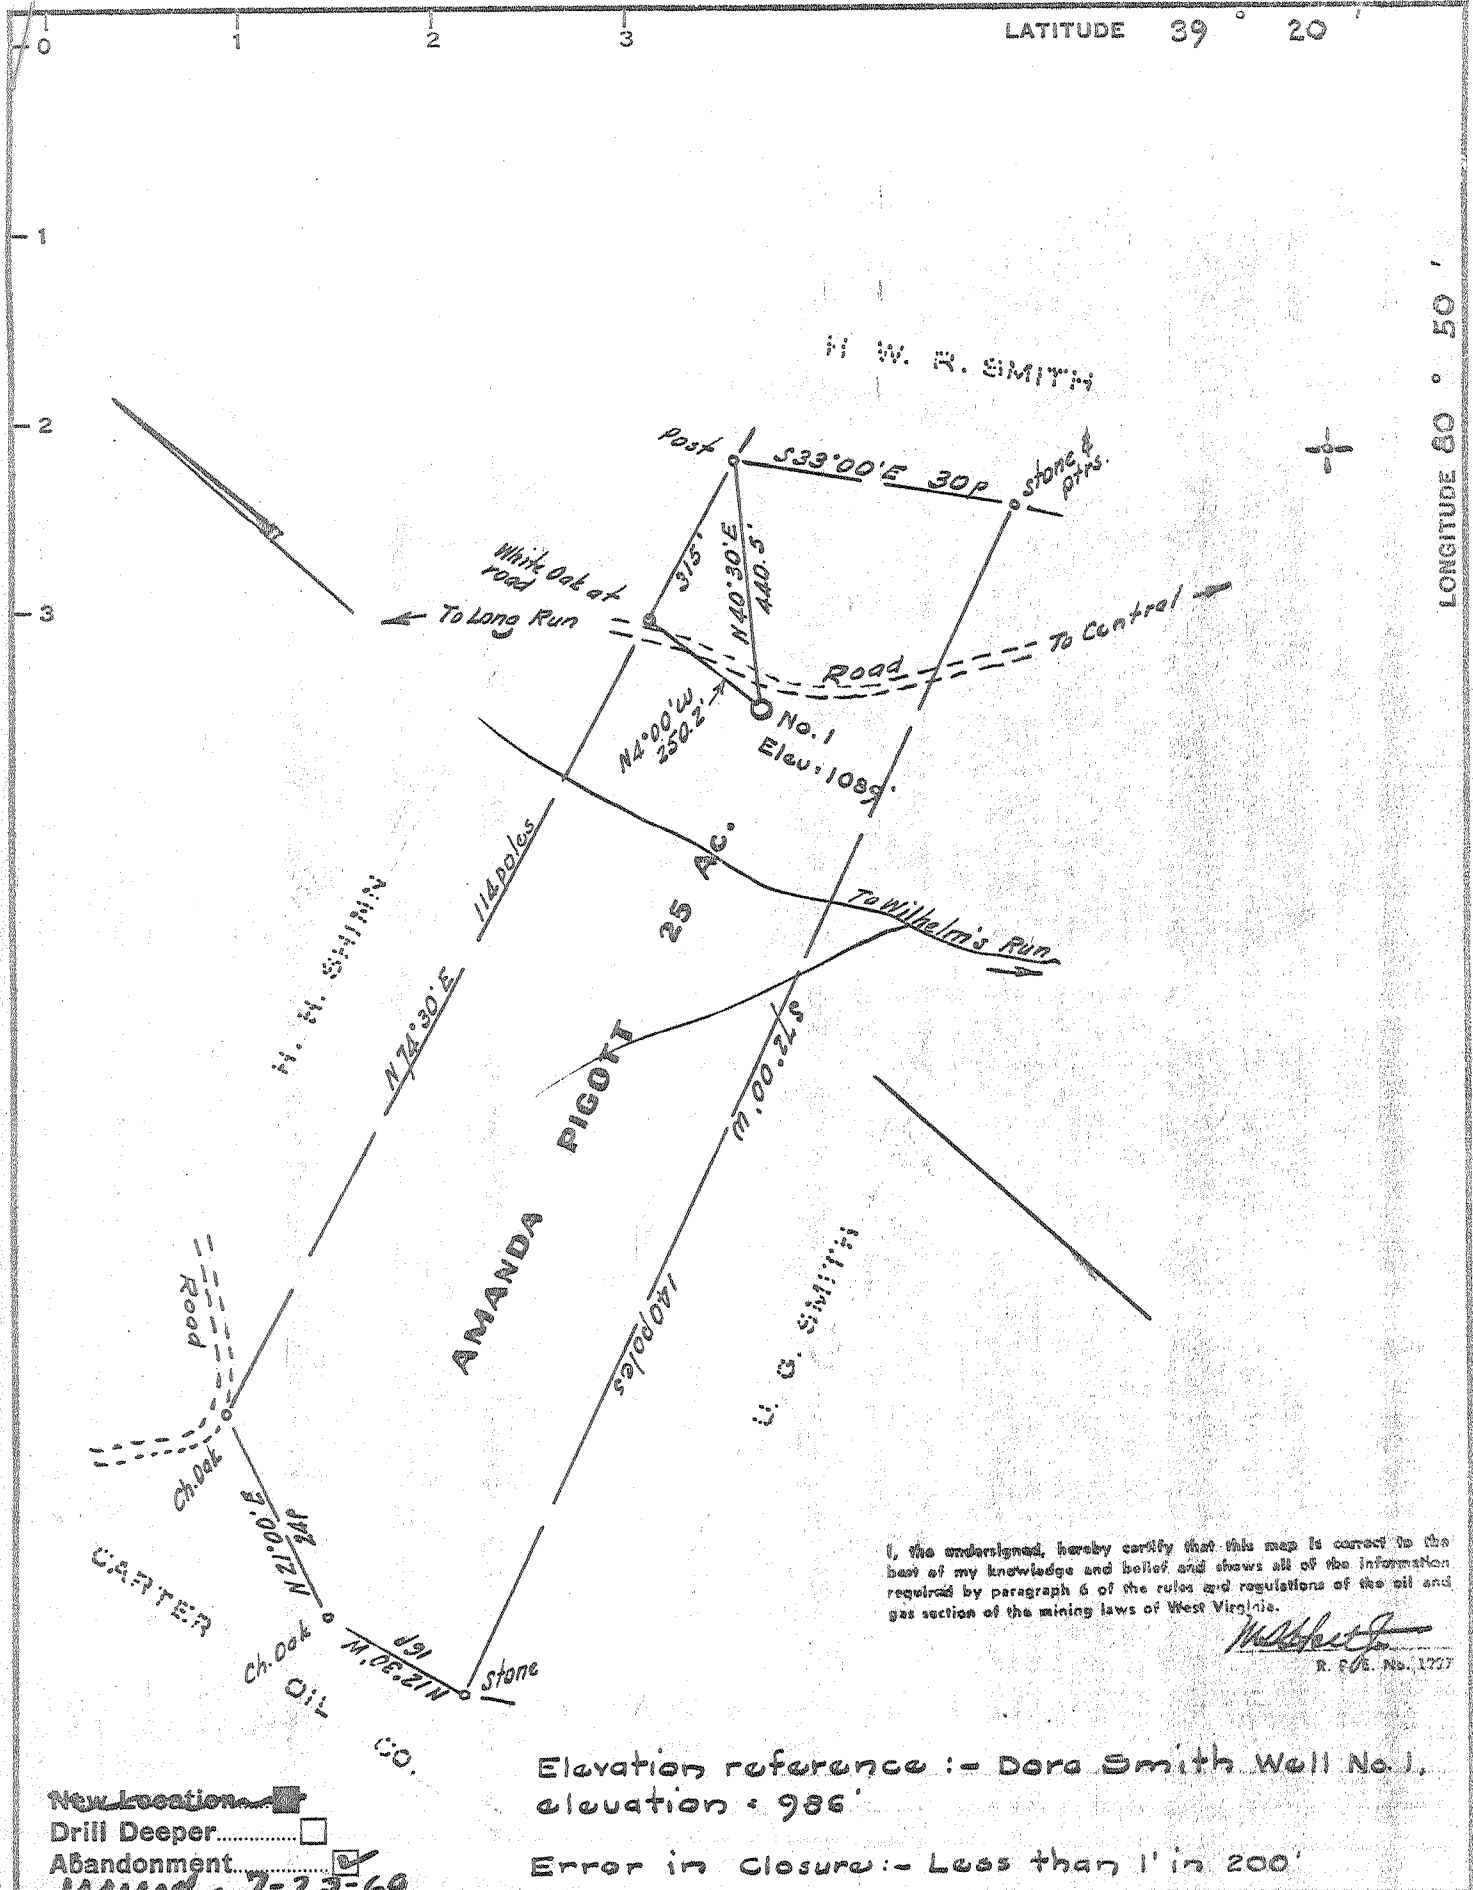 0 1 2 3 LATITUDE 39 ° 20 '
1
2
3
LONGITUDE 80 ° 50 '
H W. R. SMITH
Post
S33°00'E 30P
stone &
ptrs.
315'
N40°30'E
440.5'
White Oak at
road
To Long Run
Road
To Central
N4°00'W
250.2'
No. 1
Elev: 1089'
114 poles
N74°30'E
H. H. SHINN
25 Ac.
To Wilhelm's Run
AMANDA PIGOTT
S72°00'W
140 poles
U. G. SMITH
Road
Ch. Oak
N12°00'E
24P
Ch. Oak
N12°30'W
16P
stone
CARTER OIL CO.
I, the undersigned, hereby certify that this map is correct to the
best of my knowledge and belief and shows all of the information
required by paragraph 6 of the rules and regulations of the oil and
gas section of the mining laws of West Virginia.
R. P. E. No. 1777
Elevation reference :- Dora Smith Well No. 1,
elevation = 986'
Error in Closure :- Less than 1' in 200'
New Location
Drill Deeper
Abandonment
7-23-69